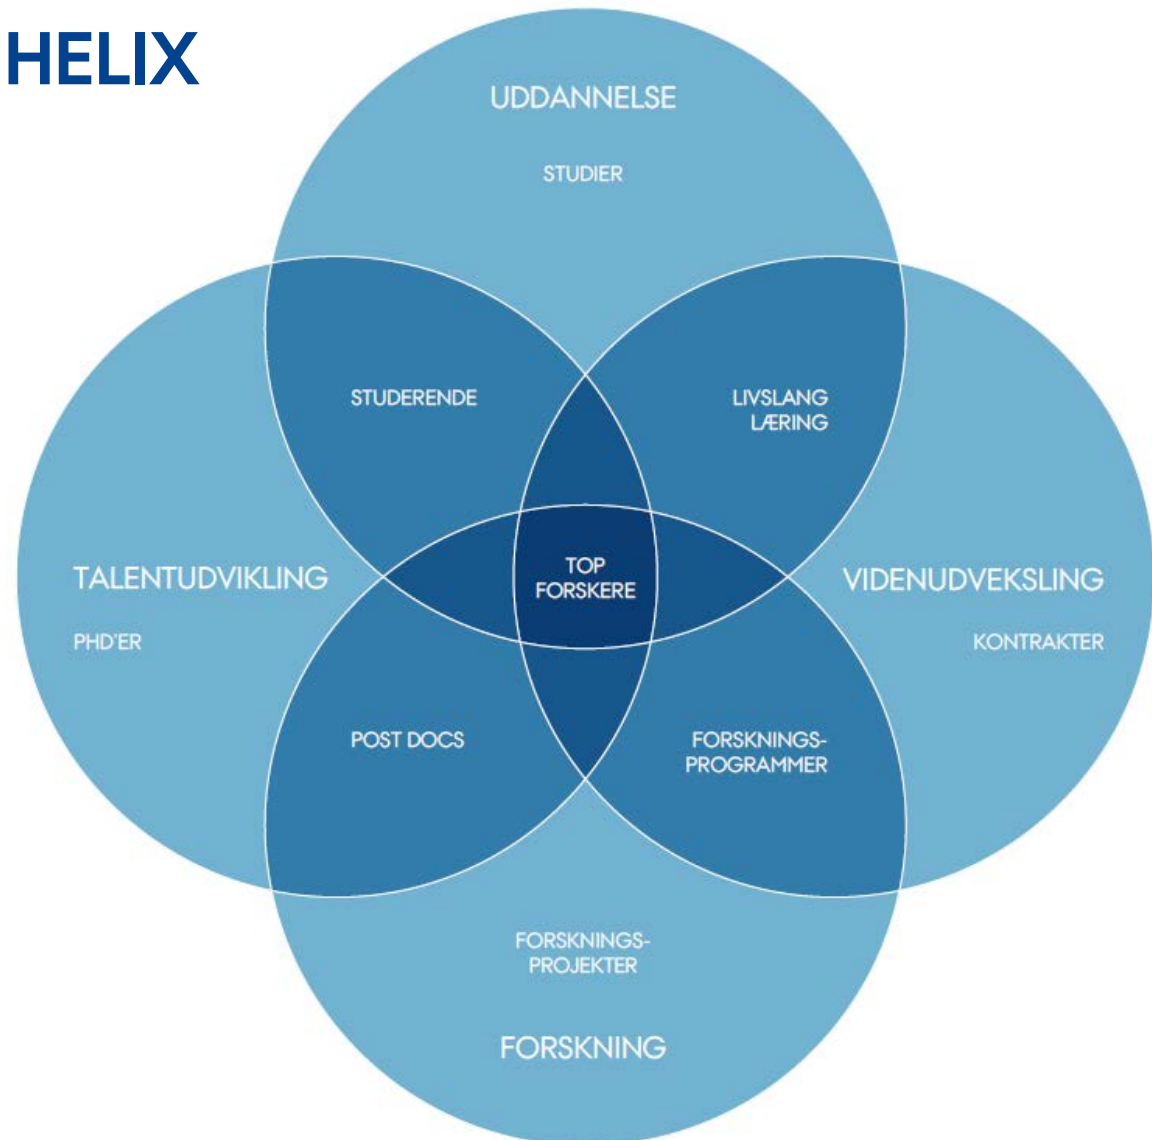 HELIX
UDDANNELSE
STUDIER
STUDERENDE
LIVSLANG
LÆRING
TOP
FORSKERE
TALENTUDVIKLING
PHD'ER
VIDENUDVEKSLING
KONTRAKTER
POST DOCS
FORSKNINGS-
PROGRAMMER
FORSKNINGS-
PROJEKTER
FORSKNING